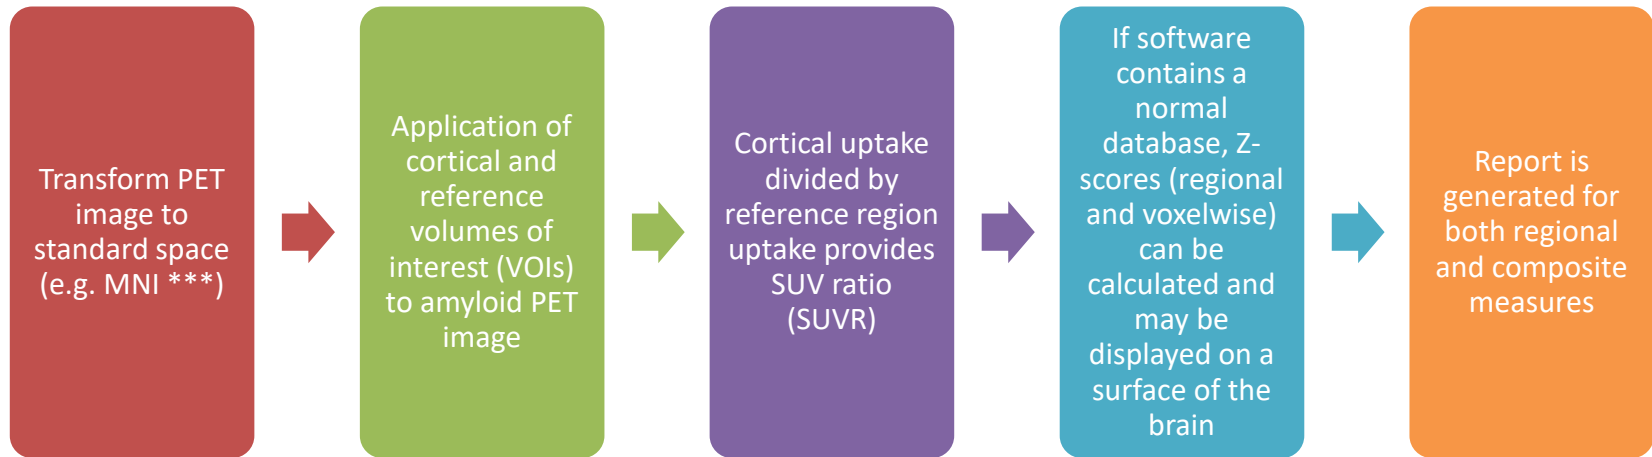 Transform PET
image to
standard space
(e.g. MNI ***)
Application of
cortical and
reference
volumes of
interest (VOIs)
to amyloid PET
image
Cortical uptake
divided by
reference region
uptake provides
SUV ratio
(SUVR)
If software
contains a
normal
database, Z-
scores (regional
and voxelwise)
can be
calculated and
may be
displayed on a
surface of the
brain
Report is
generated for
both regional
and composite
measures